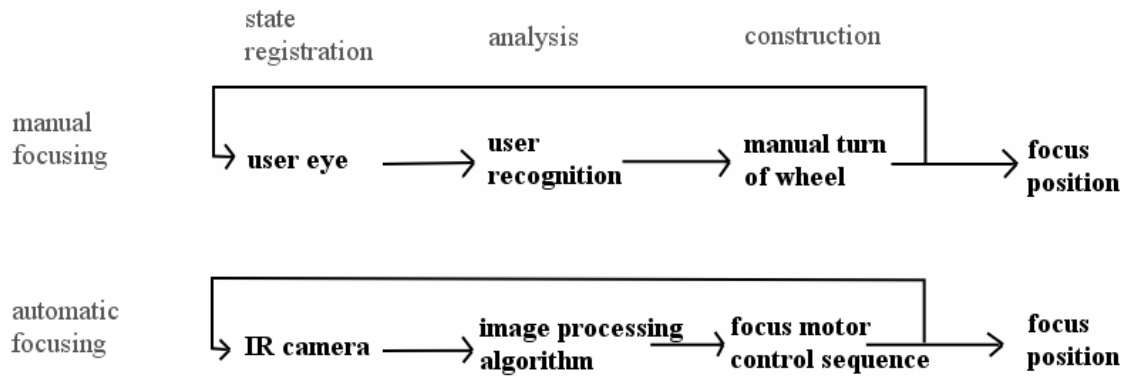 state
registration
analysis
construction
manual
focusing
user eye
user
recognition
manual turn
of wheel
focus
position
automatic
focusing
IR camera
image processing
algorithm
focus motor
control sequence
focus
position